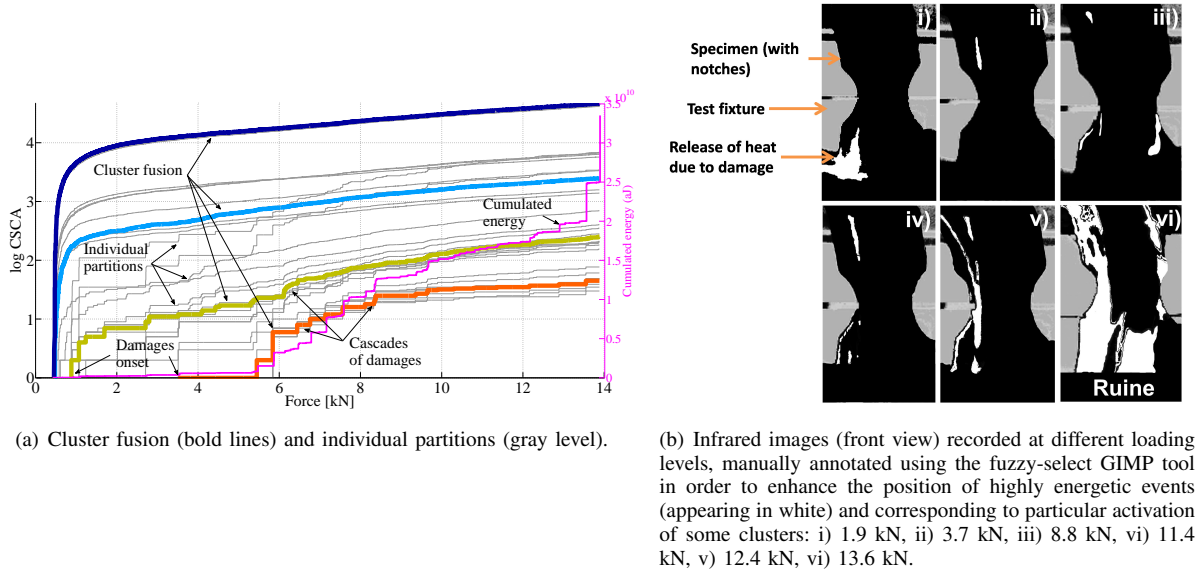 x 10^10
3.5
3
2.5
2
1.5
1
0.5
0
Cumulated energy (aJ)
4
3
2
1
0
log CSCA
Cluster fusion
Cumulated
energy
Individual
partitions
Damages
onset
Cascades
of damages
0 2 4 6 8 10 12 14
Force [kN]
(a) Cluster fusion (bold lines) and individual partitions (gray level).
i) ii) iii)
Specimen (with
notches)
Test fixture
Release of heat
due to damage
iv) v) vi)
Ruine
(b) Infrared images (front view) recorded at different loading
levels, manually annotated using the fuzzy-select GIMP tool
in order to enhance the position of highly energetic events
(appearing in white) and corresponding to particular activation
of some clusters: i) 1.9 kN, ii) 3.7 kN, iii) 8.8 kN, vi) 11.4
kN, v) 12.4 kN, vi) 13.6 kN.